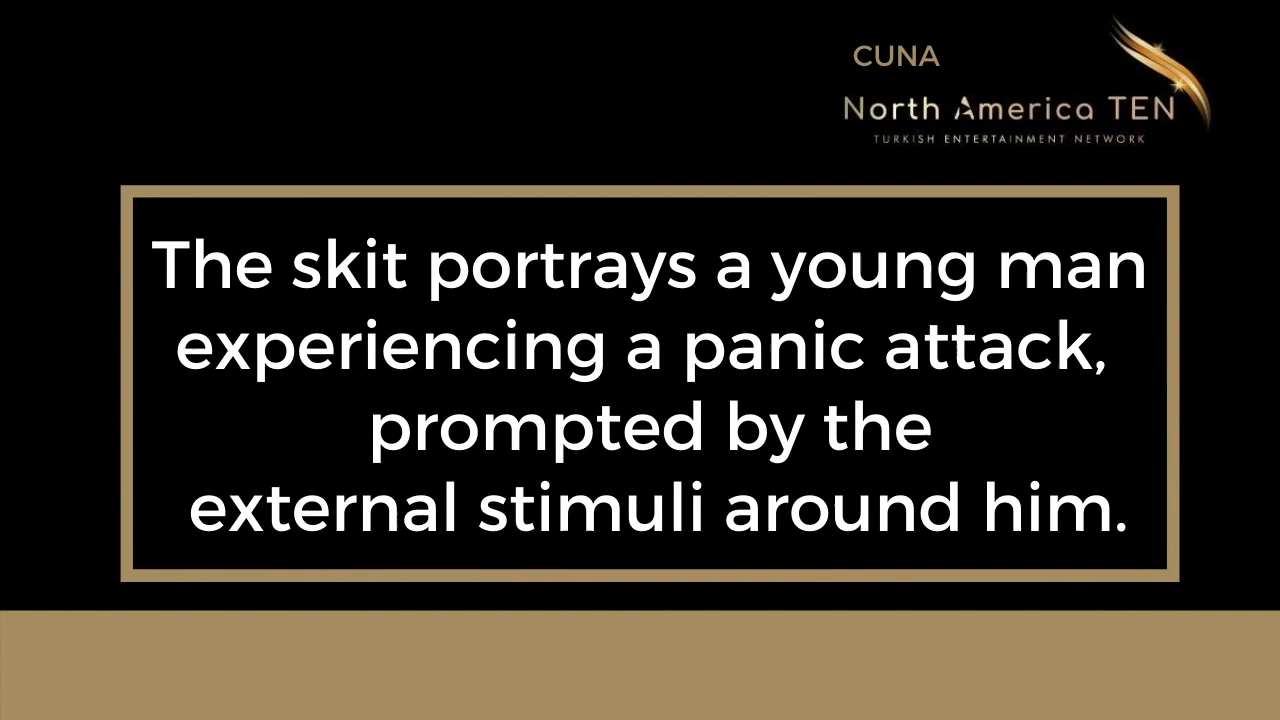 CUNA
North America TEN
TURKISH ENTERTAINMENT NETWORK
The skit portrays a young man
experiencing a panic attack,
prompted by the
external stimuli around him.